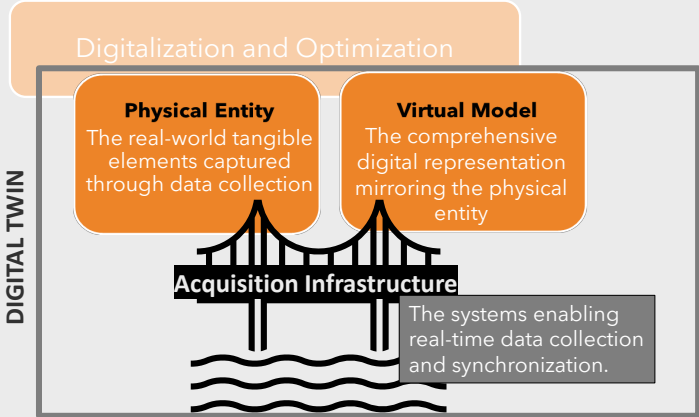 Digitalization and Optimization
DIGITAL TWIN
Physical Entity
The real-world tangible
elements captured
through data collection
Virtual Model
The comprehensive
digital representation
mirroring the physical
entity
Acquisition Infrastructure
The systems enabling
real-time data collection
and synchronization.